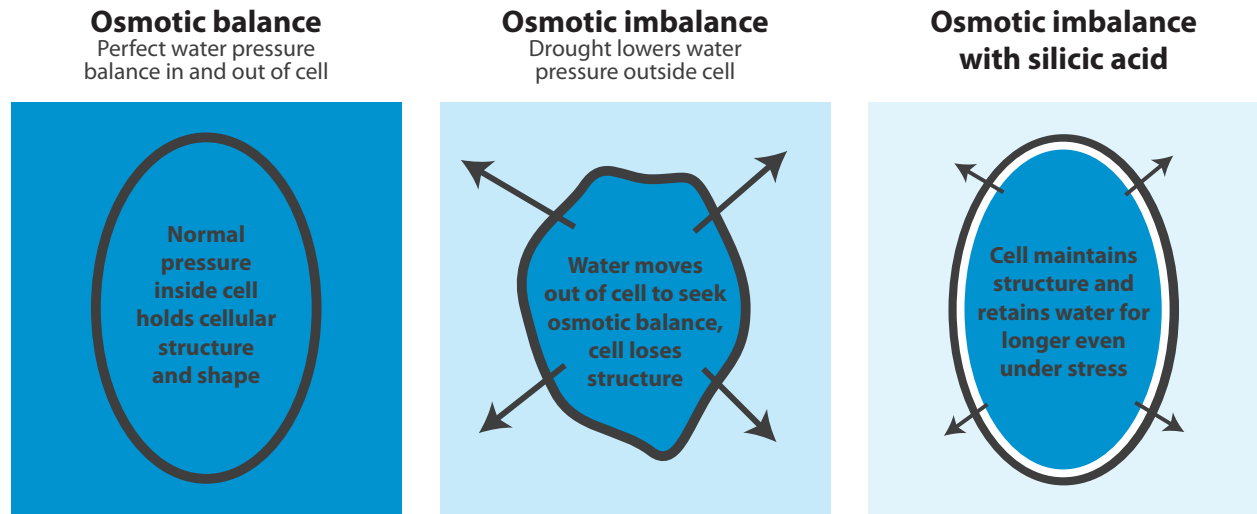 Osmotic balance
Perfect water pressure
balance in and out of cell
Normal
pressure
inside cell
holds cellular
structure
and shape
Osmotic imbalance
Drought lowers water
pressure outside cell
Water moves
out of cell to seek
osmotic balance,
cell loses
structure
Osmotic imbalance
with silicic acid
Cell maintains
structure and
retains water for
longer even
under stress